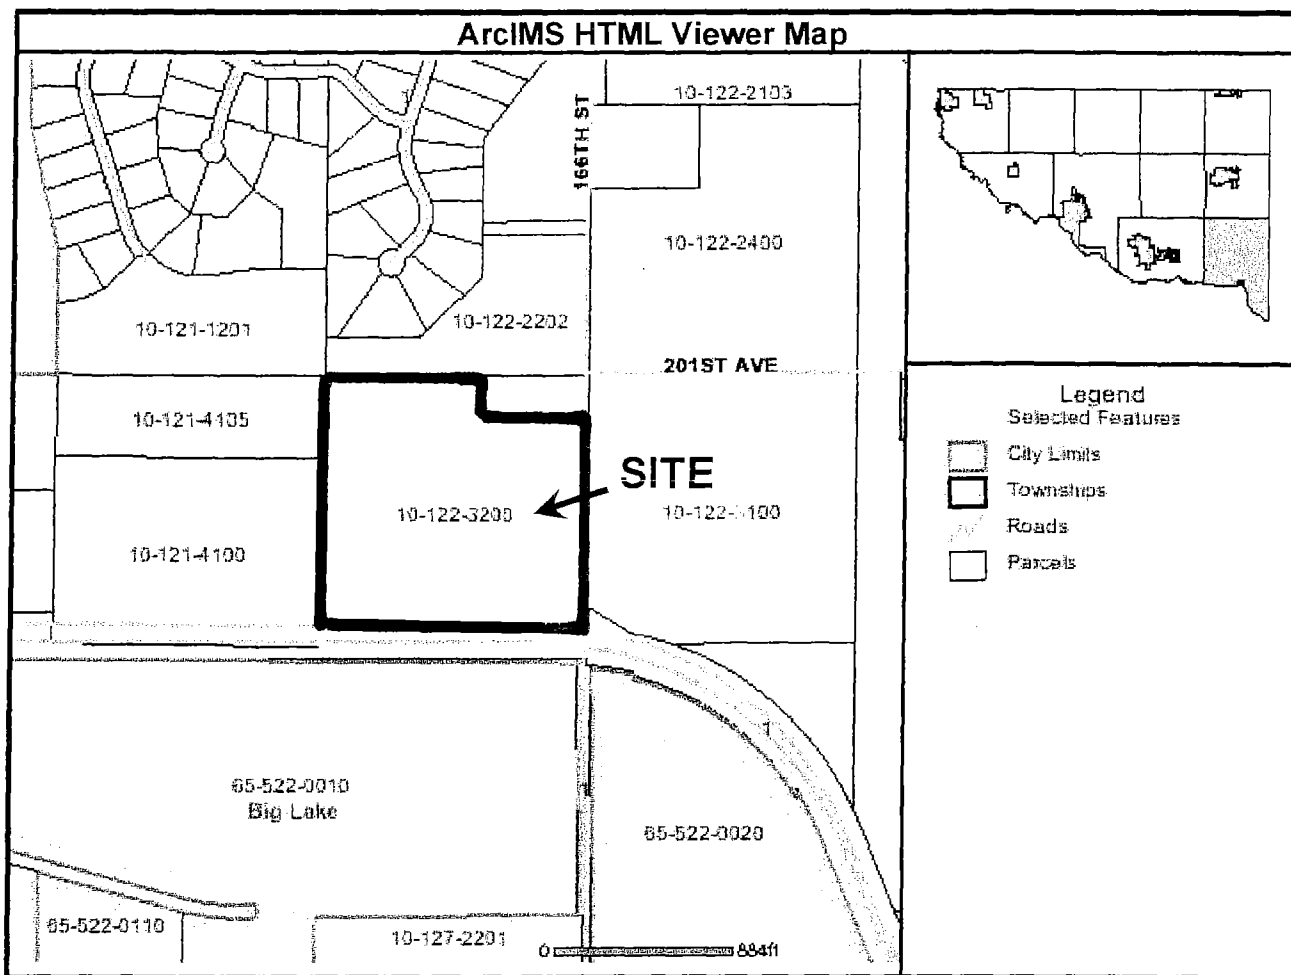 ArcIMS HTML Viewer Map
10-122-2103
166TH ST
10-122-2400
10-121-1201
10-122-2202
201ST AVE
10-121-4105
SITE
10-122-3200
10-121-4100
65-522-0010
Big Lake
65-522-0020
65-522-0110
10-127-2201
0
884ft
Legend
Selected Features
City Limits
Townships
Roads
Parcels